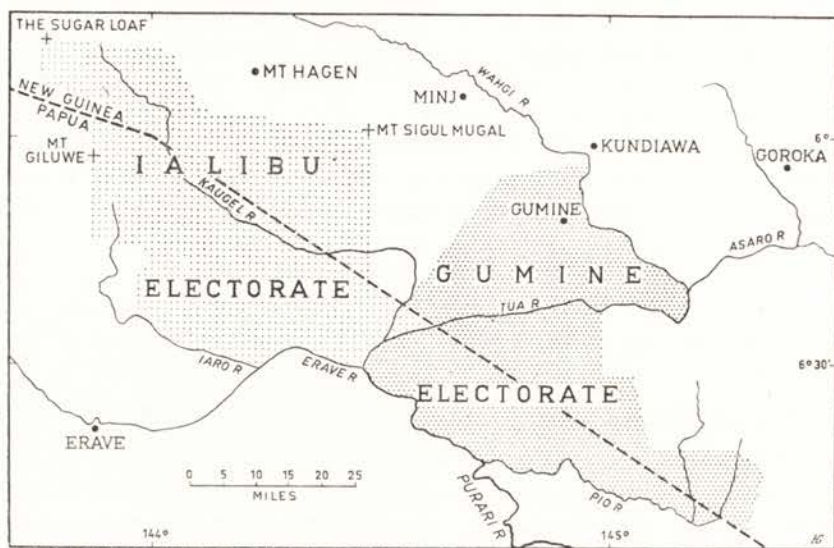 THE SUGAR LOAF
MT HAGEN
WAHGI R
MINJ
NEW GUINEA
PAPUA
MT SIGUL MUGAL
6°
KUNDIAWA
GOROKA
MT
GILUWE
IALIBU
KAUGEL R
GUMINE
ASARO R
GUMINE
ELECTORATE
TUA R
IARO R
ERAVE R
6°30'
ELECTORATE
ERAVE
0 5 10 15 20 25
MILES
PURARI R
PIO R
144°
145°